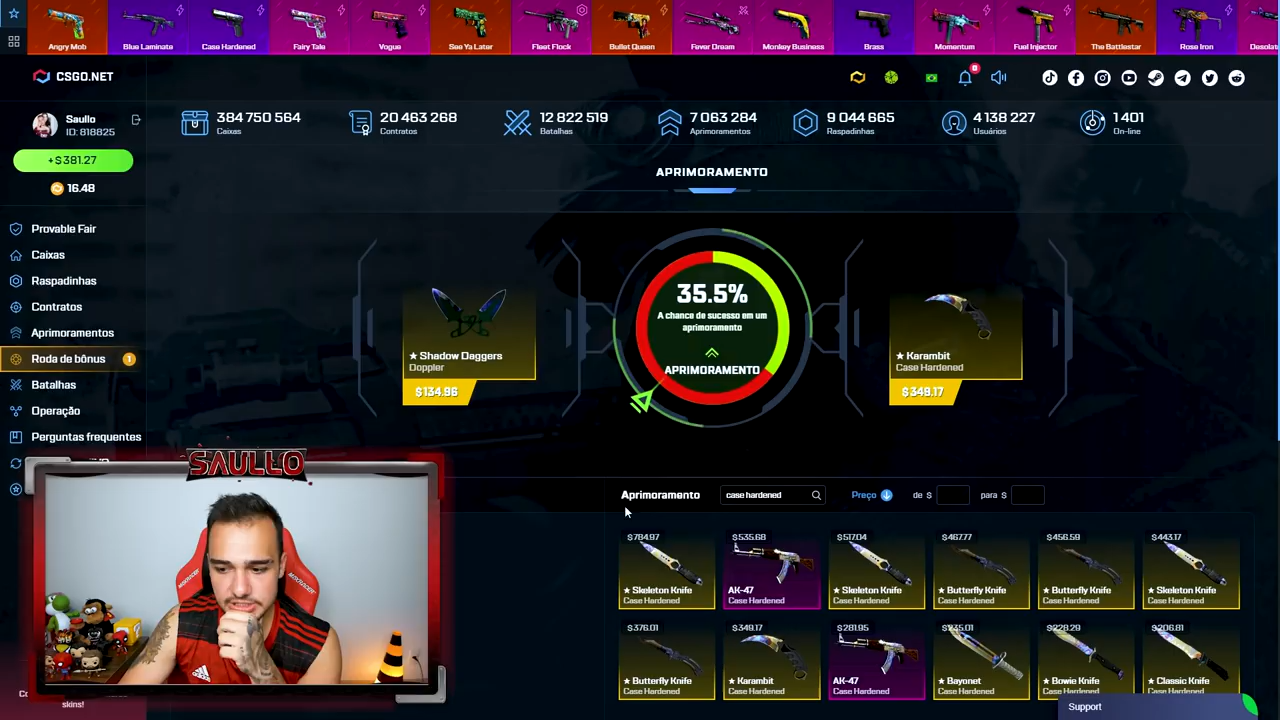 Angry Mob
Blue Laminate
Case Hardened
Fairy Tale
Vogue
See Ya Later
Fleet Flock
Bullet Queen
Fever Dream
Monkey Business
Brass
Momentum
Fuel Injector
The Battlestar
Rose Iron
CSGO.NET
Saullo
ID: 818825
+$381.27
16.48
384 750 564
Caixas
20 463 268
Contratos
12 822 519
Batalhas
7 063 284
Aprimoramentos
9 044 665
Raspadinhas
4 138 227
Usuários
1 401
On-line
APRIMORAMENTO
Provable Fair
Caixas
Raspadinhas
Contratos
Aprimoramentos
Roda de bônus 1
Batalhas
Operação
Perguntas frequentes
★ Shadow Daggers
Doppler
$134.96
35.5%
A chance de sucesso em um
aprimoramento
APRIMORAMENTO
★ Karambit
Case Hardened
$349.17
Aprimoramento
case hardened
Preço
de $
para $
$784.97
★ Skeleton Knife
Case Hardened
$535.68
AK-47
Case Hardened
$517.04
★ Skeleton Knife
Case Hardened
$467.77
★ Butterfly Knife
Case Hardened
$456.59
★ Butterfly Knife
Case Hardened
$443.17
★ Skeleton Knife
Case Hardened
$376.01
★ Butterfly Knife
Case Hardened
$349.17
★ Karambit
Case Hardened
$281.95
AK-47
Case Hardened
★ Bayonet
Case Hardened
$229.29
★ Bowie Knife
Case Hardened
$206.81
★ Classic Knife
Case Hardened
SAULLO
skins!
Support